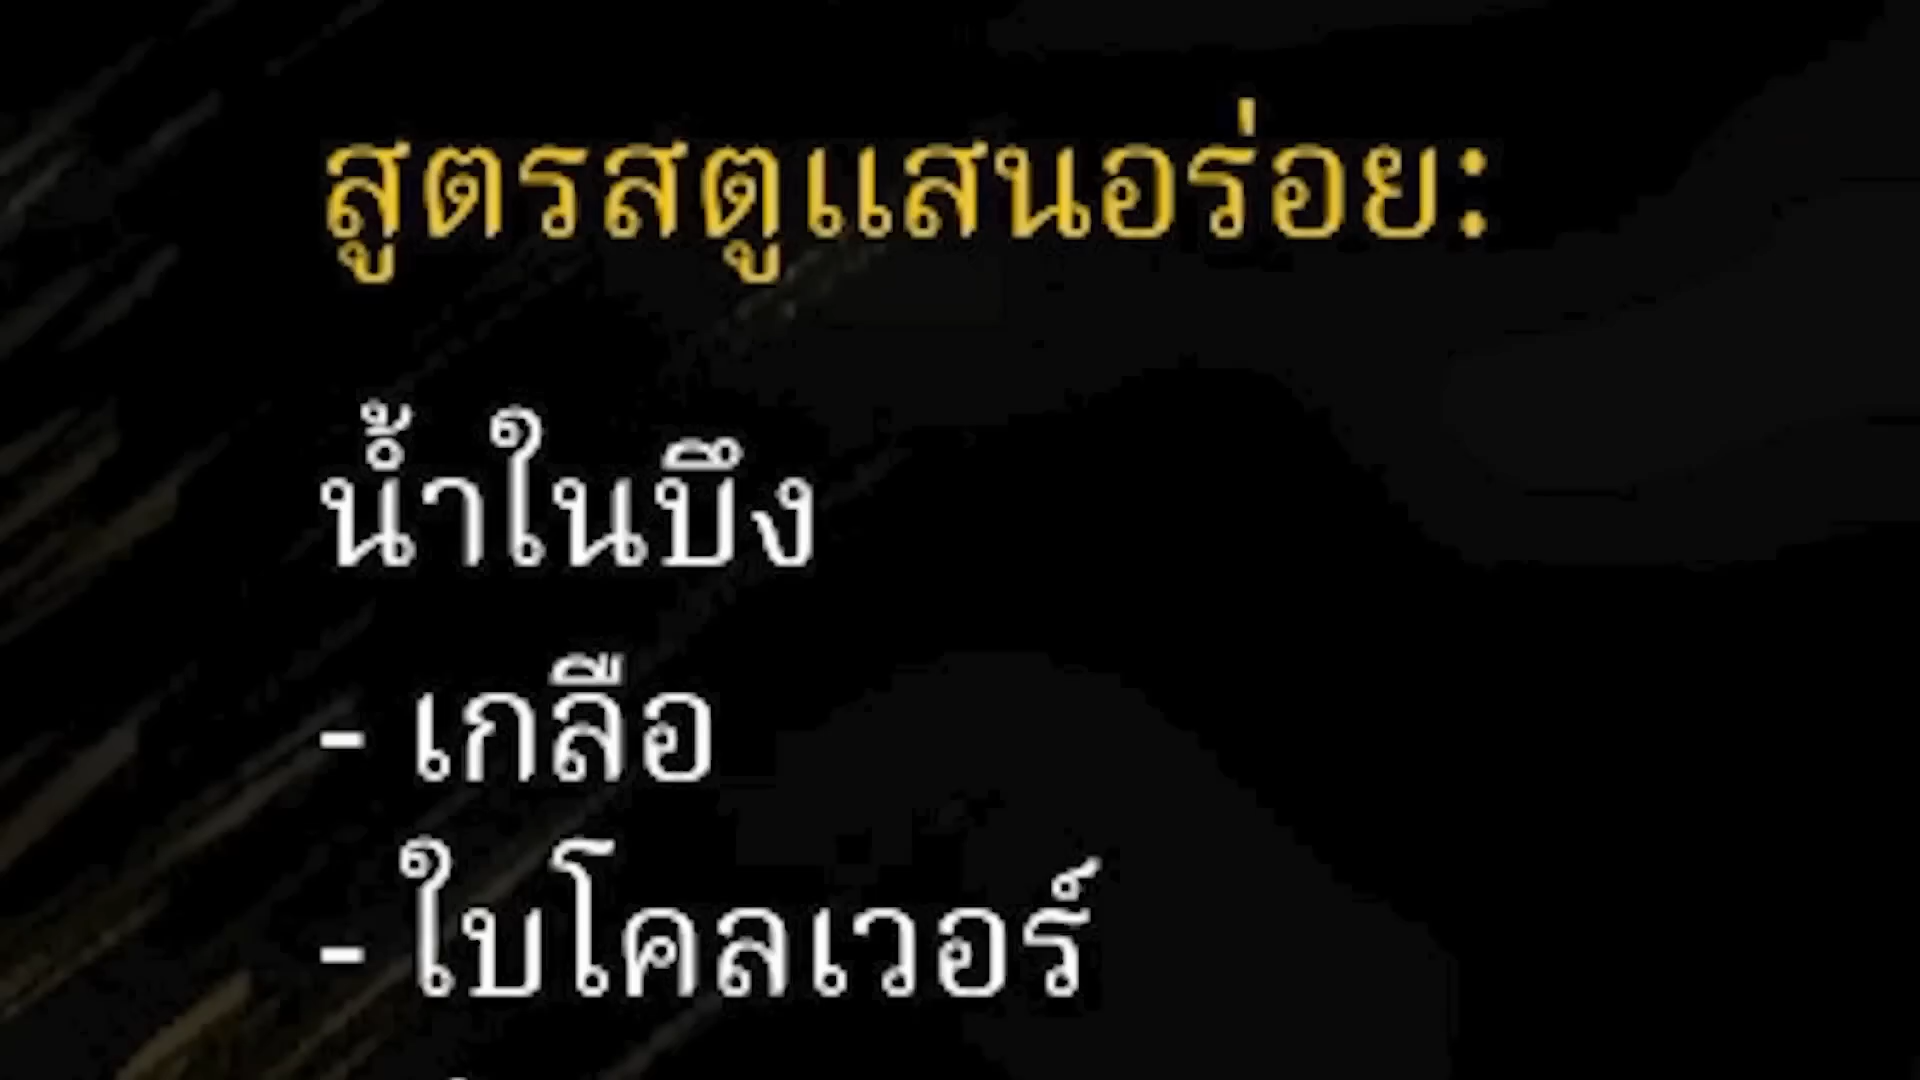 สูตรสตูแสนอร่อย:
น้ำในบึง
- เกลือ
- ใบโคลเวอร์